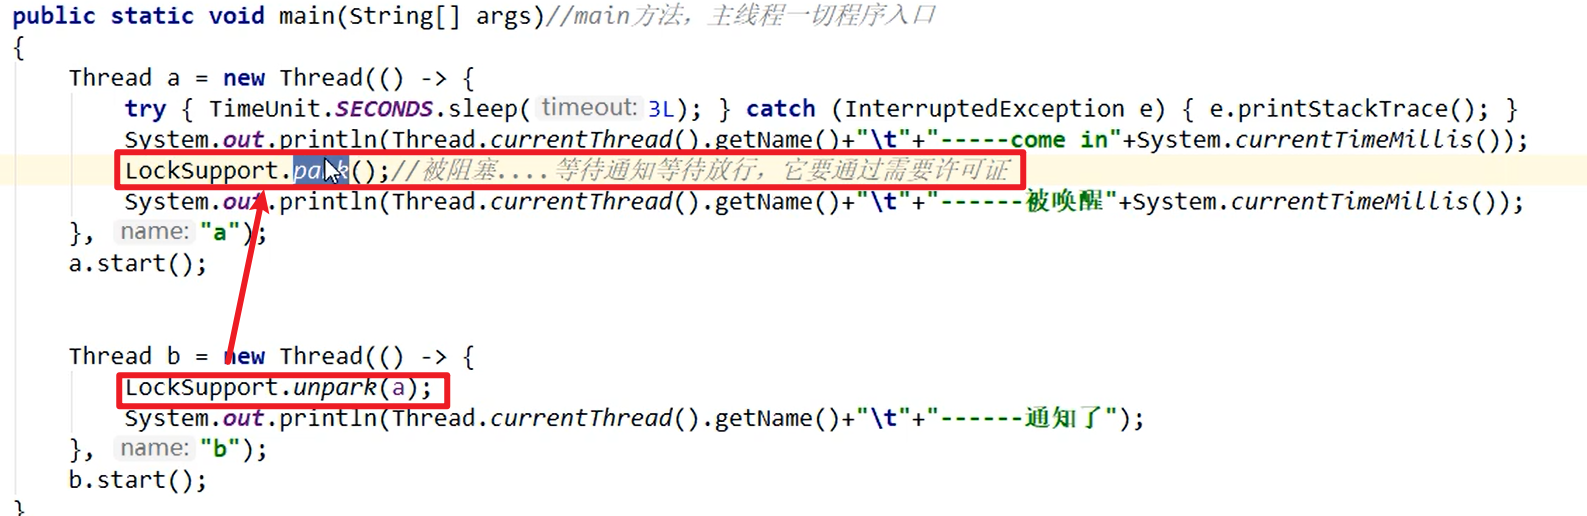 public static void main(String[] args)//main方法，主线程一切程序入口
{
Thread a = new Thread(() -> {
try { TimeUnit.SECONDS.sleep( timeout: 3L); } catch (InterruptedException e) { e.printStackTrace(); }
System.out.println(Thread.currentThread().getName()+"\t"+"-----come in"+System.currentTimeMillis());
LockSupport.park();//被阻塞....等待通知等待放行，它要通过需要许可证
System.out.println(Thread.currentThread().getName()+"\t"+"------被唤醒"+System.currentTimeMillis());
}, name: "a");
a.start();
Thread b = new Thread(() -> {
LockSupport.unpark(a);
System.out.println(Thread.currentThread().getName()+"\t"+"------通知了");
}, name: "b");
b.start();
}